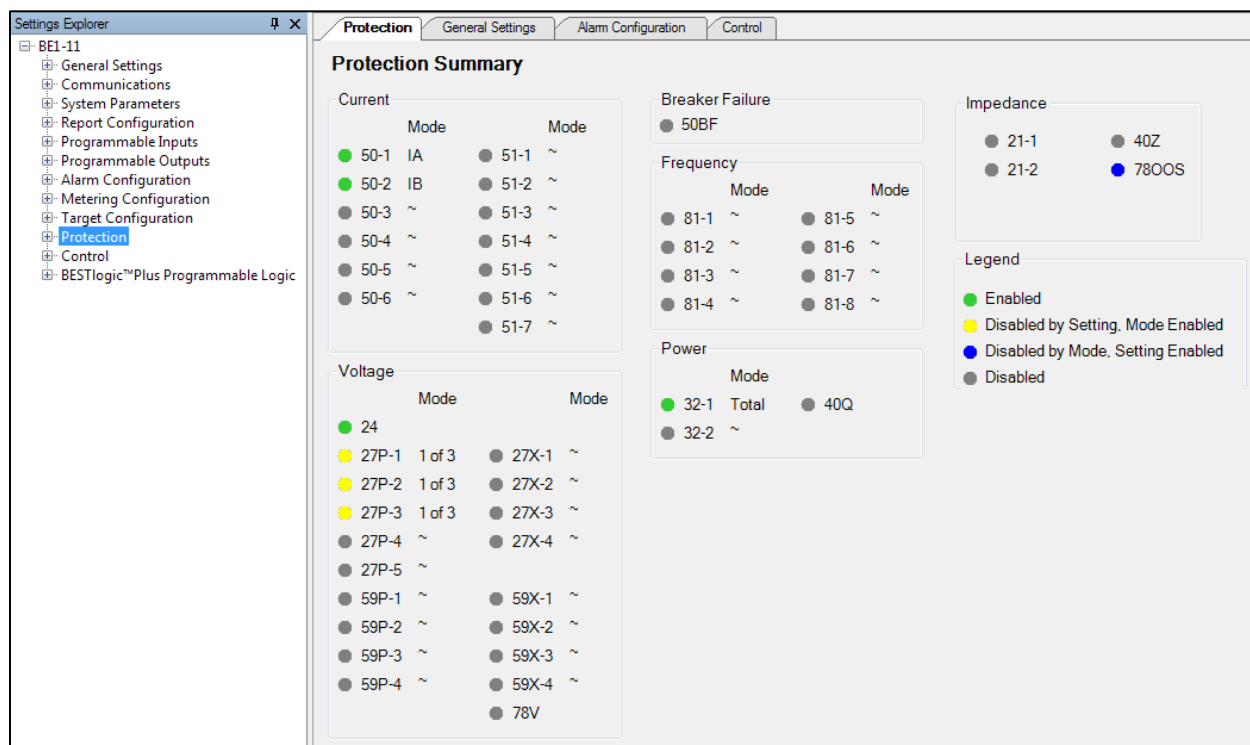 Settings Explorer
BE1-11
General Settings
Communications
System Parameters
Report Configuration
Programmable Inputs
Programmable Outputs
Alarm Configuration
Metering Configuration
Target Configuration
Protection
Control
BESTlogic™Plus Programmable Logic
Protection General Settings Alarm Configuration Control
Protection Summary
Current
Mode Mode
50-1 IA 51-1 ~
50-2 IB 51-2 ~
50-3 ~ 51-3 ~
50-4 ~ 51-4 ~
50-5 ~ 51-5 ~
50-6 ~ 51-6 ~
51-7 ~
Voltage
Mode Mode
24
27P-1 1 of 3 27X-1 ~
27P-2 1 of 3 27X-2 ~
27P-3 1 of 3 27X-3 ~
27P-4 ~ 27X-4 ~
27P-5 ~
59P-1 ~ 59X-1 ~
59P-2 ~ 59X-2 ~
59P-3 ~ 59X-3 ~
59P-4 ~ 59X-4 ~
78V
Breaker Failure
50BF
Frequency
Mode Mode
81-1 ~ 81-5 ~
81-2 ~ 81-6 ~
81-3 ~ 81-7 ~
81-4 ~ 81-8 ~
Power
Mode
32-1 Total 40Q
32-2 ~
Impedance
21-1 40Z
21-2 78OOS
Legend
Enabled
Disabled by Setting, Mode Enabled
Disabled by Mode, Setting Enabled
Disabled